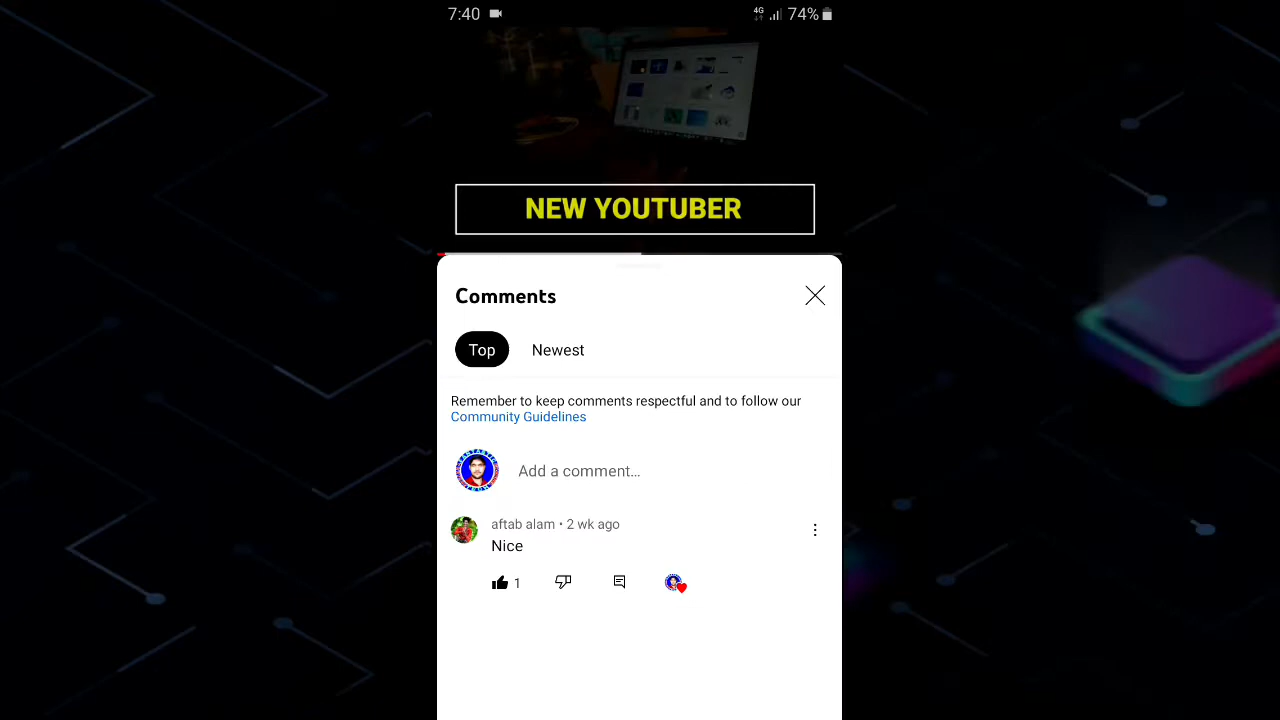 7:40 4G 74%
NEW YOUTUBER
Comments
Top Newest
Remember to keep comments respectful and to follow our
Community Guidelines
Add a comment...
aftab alam • 2 wk ago
Nice
1